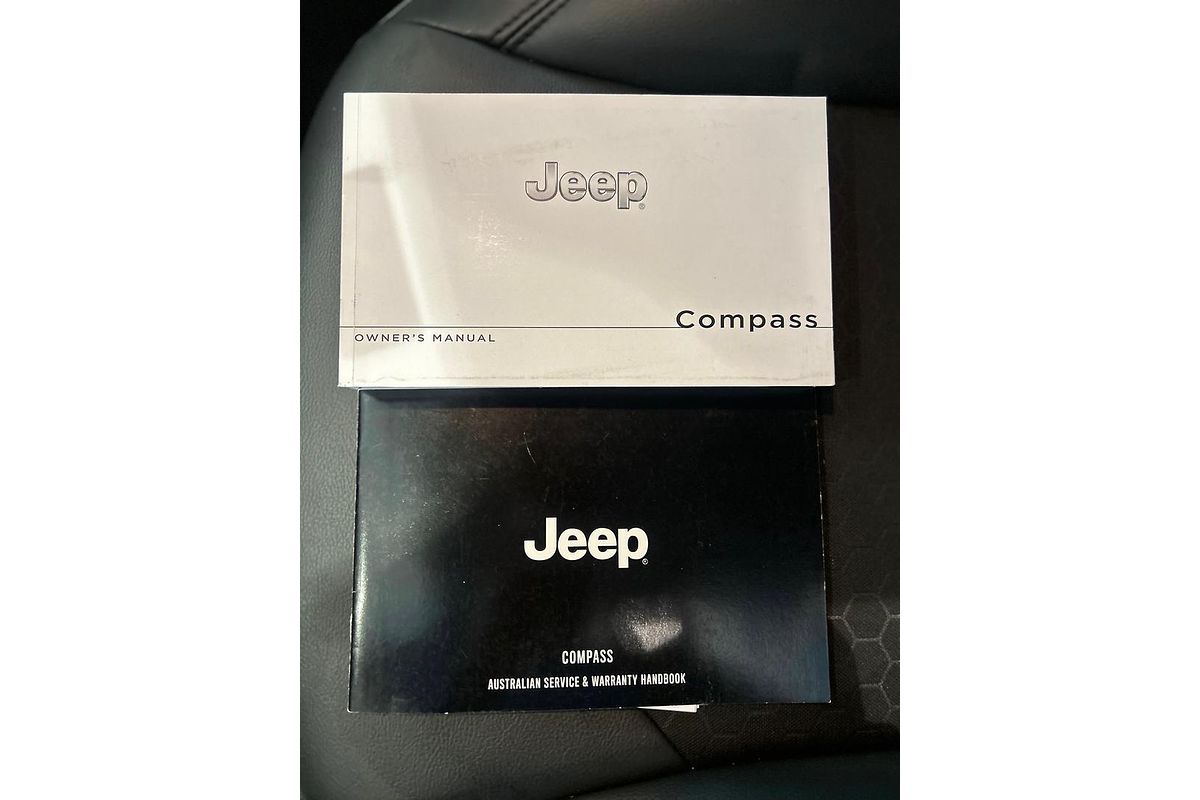 Jeep®
Compass
OWNER'S MANUAL
Jeep®
COMPASS
AUSTRALIAN SERVICE & WARRANTY HANDBOOK